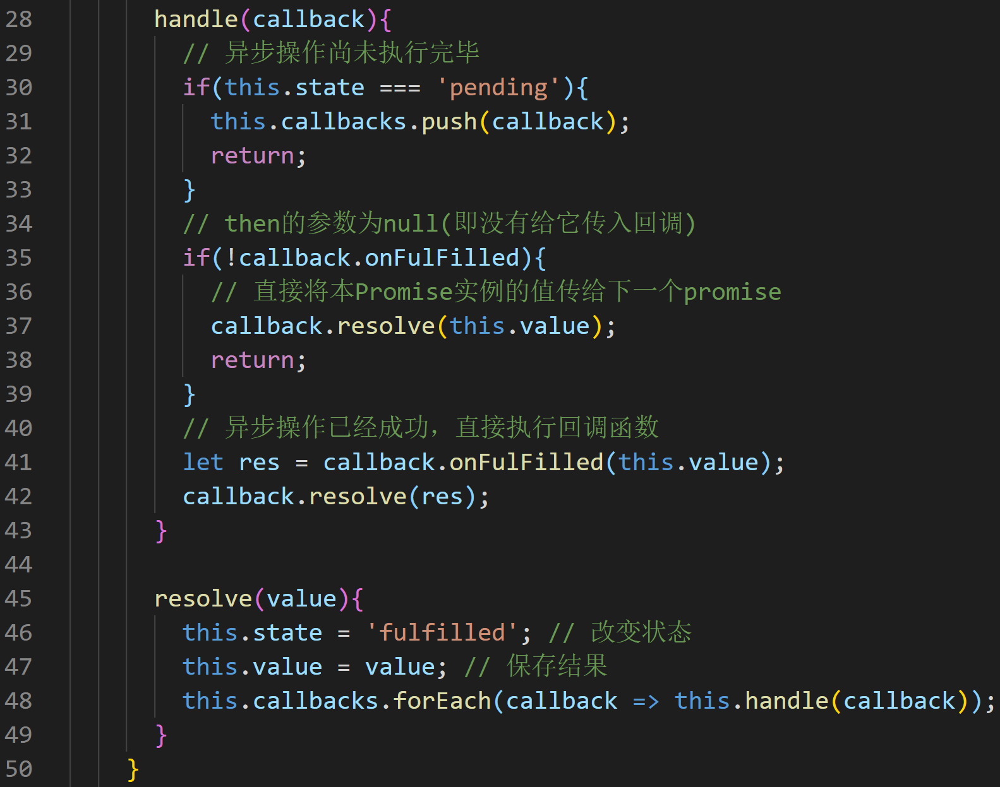 28 handle(callback){
29 // 异步操作尚未执行完毕
30 if(this.state === 'pending'){
31 this.callbacks.push(callback);
32 return;
33 }
34 // then的参数为null(即没有给它传入回调)
35 if(!callback.onFulFilled){
36 // 直接将本Promise实例的值传给下一个promise
37 callback.resolve(this.value);
38 return;
39 }
40 // 异步操作已经成功，直接执行回调函数
41 let res = callback.onFulFilled(this.value);
42 callback.resolve(res);
43 }
44
45 resolve(value){
46 this.state = 'fulfilled'; // 改变状态
47 this.value = value; // 保存结果
48 this.callbacks.forEach(callback => this.handle(callback));
49 }
50 }